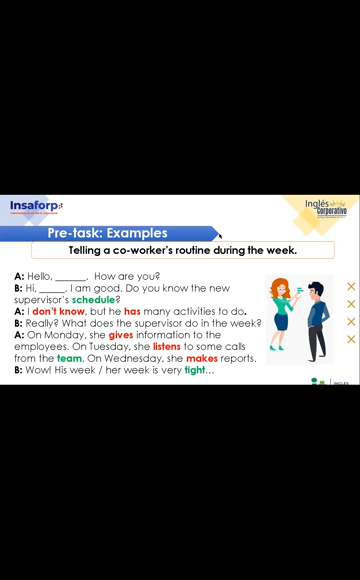 Insaforp
Inglés
Corporativo
Pre-task: Examples
Telling a co-worker's routine during the week.
A: Hello, ______. How are you?
B: Hi, _____. I am good. Do you know the new
supervisor's schedule?
A: I don't know, but he has many activities to do.
B: Really? What does the supervisor do in the week?
A: On Monday, she gives information to the
employees. On Tuesday, she listens to some calls
from the team. On Wednesday, she makes reports.
B: Wow! His week / her week is very tight...
INGLÉS